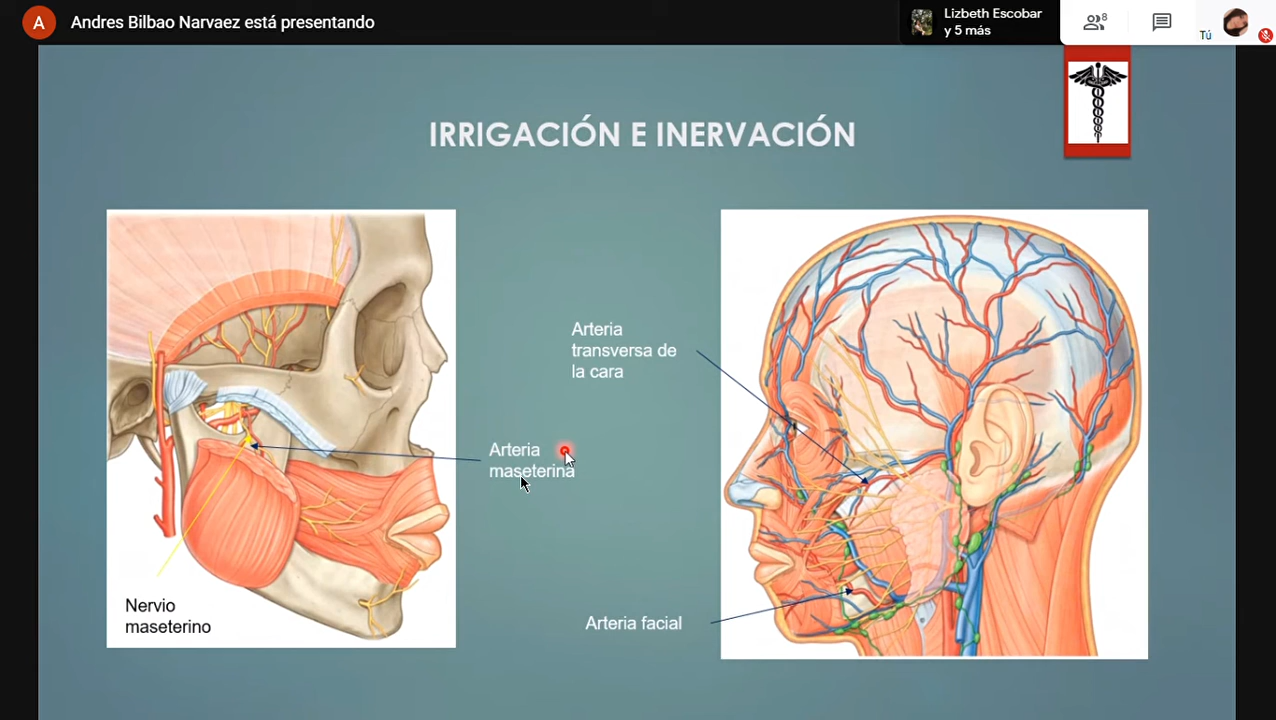 A
Andres Bilbao Narvaez está presentando
Lizbeth Escobar
y 5 más
8
Tú
IRRIGACIÓN E INERVACIÓN
Arteria
transversa de
la cara
Arteria
maseterina
Nervio
maseterino
Arteria facial